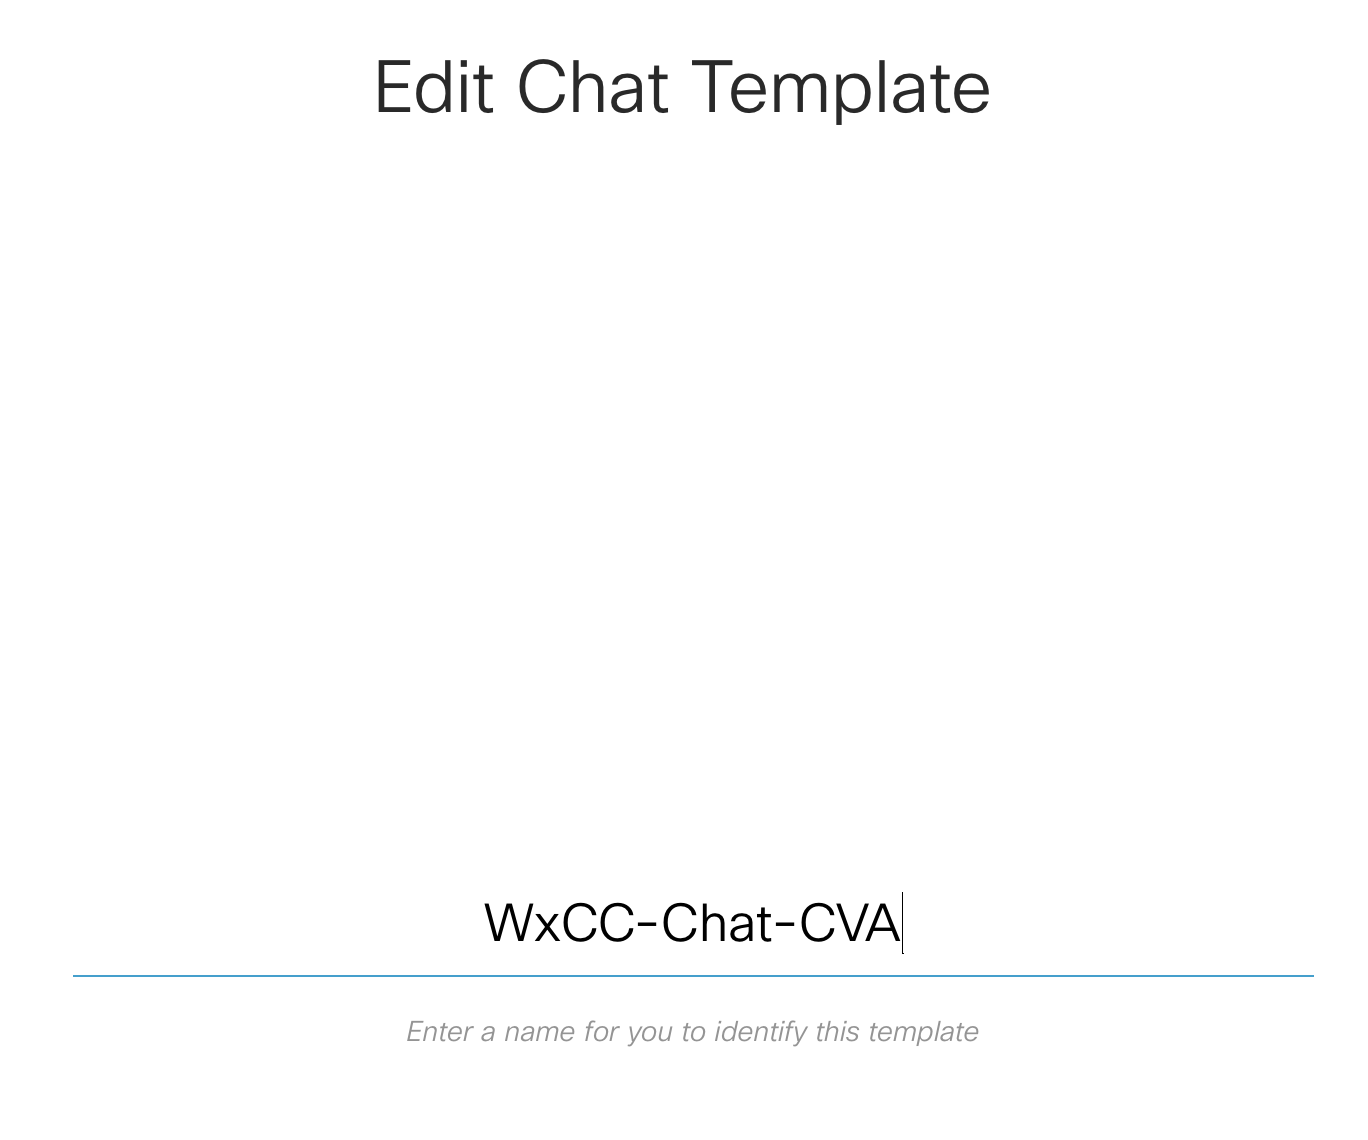 Edit Chat Template
WxCC-Chat-CVA
Enter a name for you to identify this template